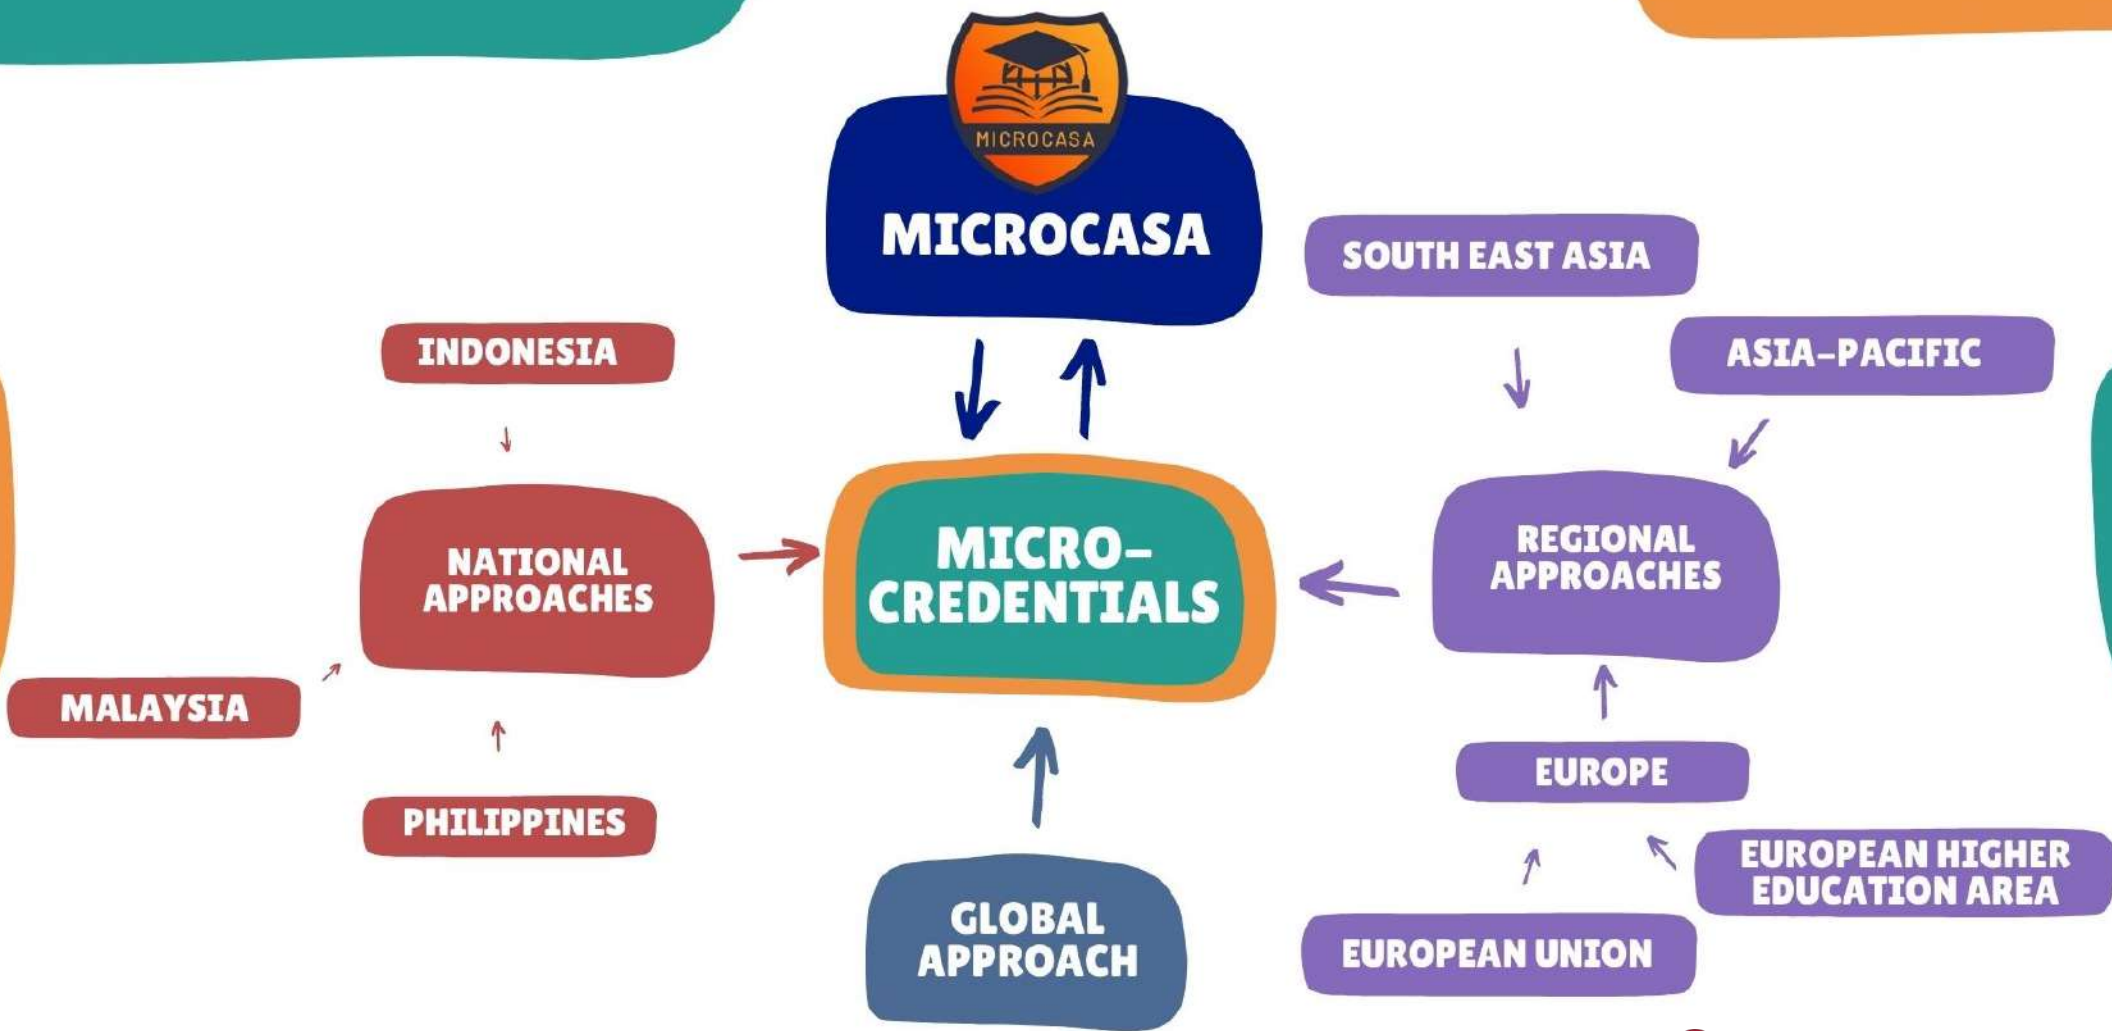 MICROCASA
MICROCASA
SOUTH EAST ASIA
INDONESIA
ASIA-PACIFIC
NATIONAL
APPROACHES
MICRO-
CREDENTIALS
REGIONAL
APPROACHES
MALAYSIA
PHILIPPINES
EUROPE
GLOBAL
APPROACH
EUROPEAN HIGHER
EDUCATION AREA
EUROPEAN UNION